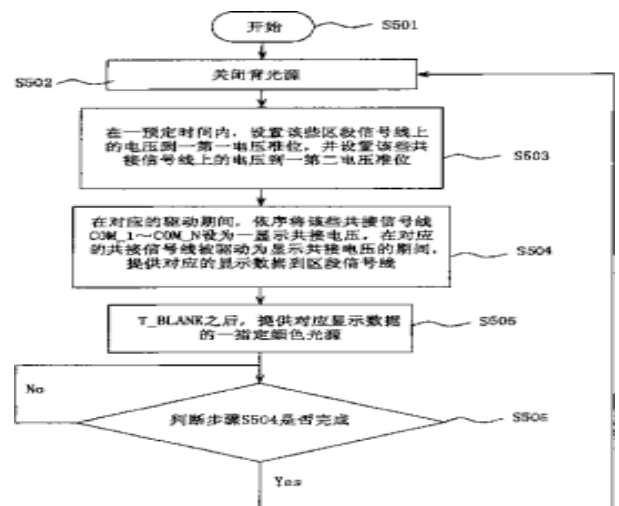 开始
S501
关闭背光源
S502
在一预定时间内, 设置该些区段信号线上
的电压到一第一电压准位, 并设置该些共
接信号线上的电压到一第二电压准位
S503
在对应的驱动期间, 依序将该些共接信号线
COM_1~COM_N设为一显示共接电压, 在对应
的共接信号线被驱动为显示共接电压的期间,
提供对应的显示数据到区段信号线
S504
T_BLANK之后, 提供对应显示数据
的一指定颜色光源
S505
No
判断步骤S504是否完成
Yes